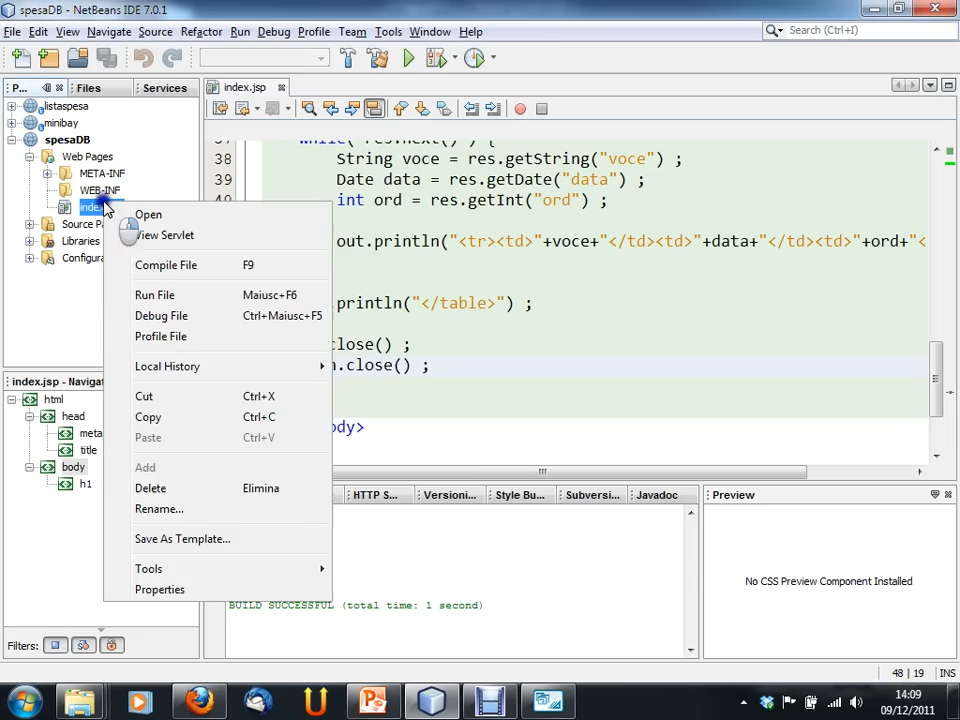 spesaDB - NetBeans IDE 7.0.1
File Edit View Navigate Source Refactor Run Debug Profile Team Tools Window Help
Search (Ctrl+I)
P... Files Services
index.jsp
listaspesa
minibay
spesaDB
Web Pages
META-INF
WEB-INF
Source Pa
Libraries
Configura
38 String voce = res.getString("voce") ;
39 Date data = res.getDate("data") ;
int ord = res.getInt("ord") ;
out.println("<tr><td>"+voce+"</td><td>"+data+"</td><td>"+ord+"<
.println("</table>") ;
close() ;
n.close() ;
ody>
Open
View Servlet
Compile File F9
Run File Maiusc+F6
Debug File Ctrl+Maiusc+F5
Profile File
Local History
Cut Ctrl+X
Copy Ctrl+C
Paste Ctrl+V
Add
Delete Elimina
Rename...
Save As Template...
Tools
Properties
index.jsp - Navigat
html
head
meta
title
body
h1
Filters:
HTTP S... Versioni... Style Bu... Subversi... Javadoc
BUILD SUCCESSFUL (total time: 1 second)
Preview
No CSS Preview Component Installed
48 | 19 INS
14:09
09/12/2011